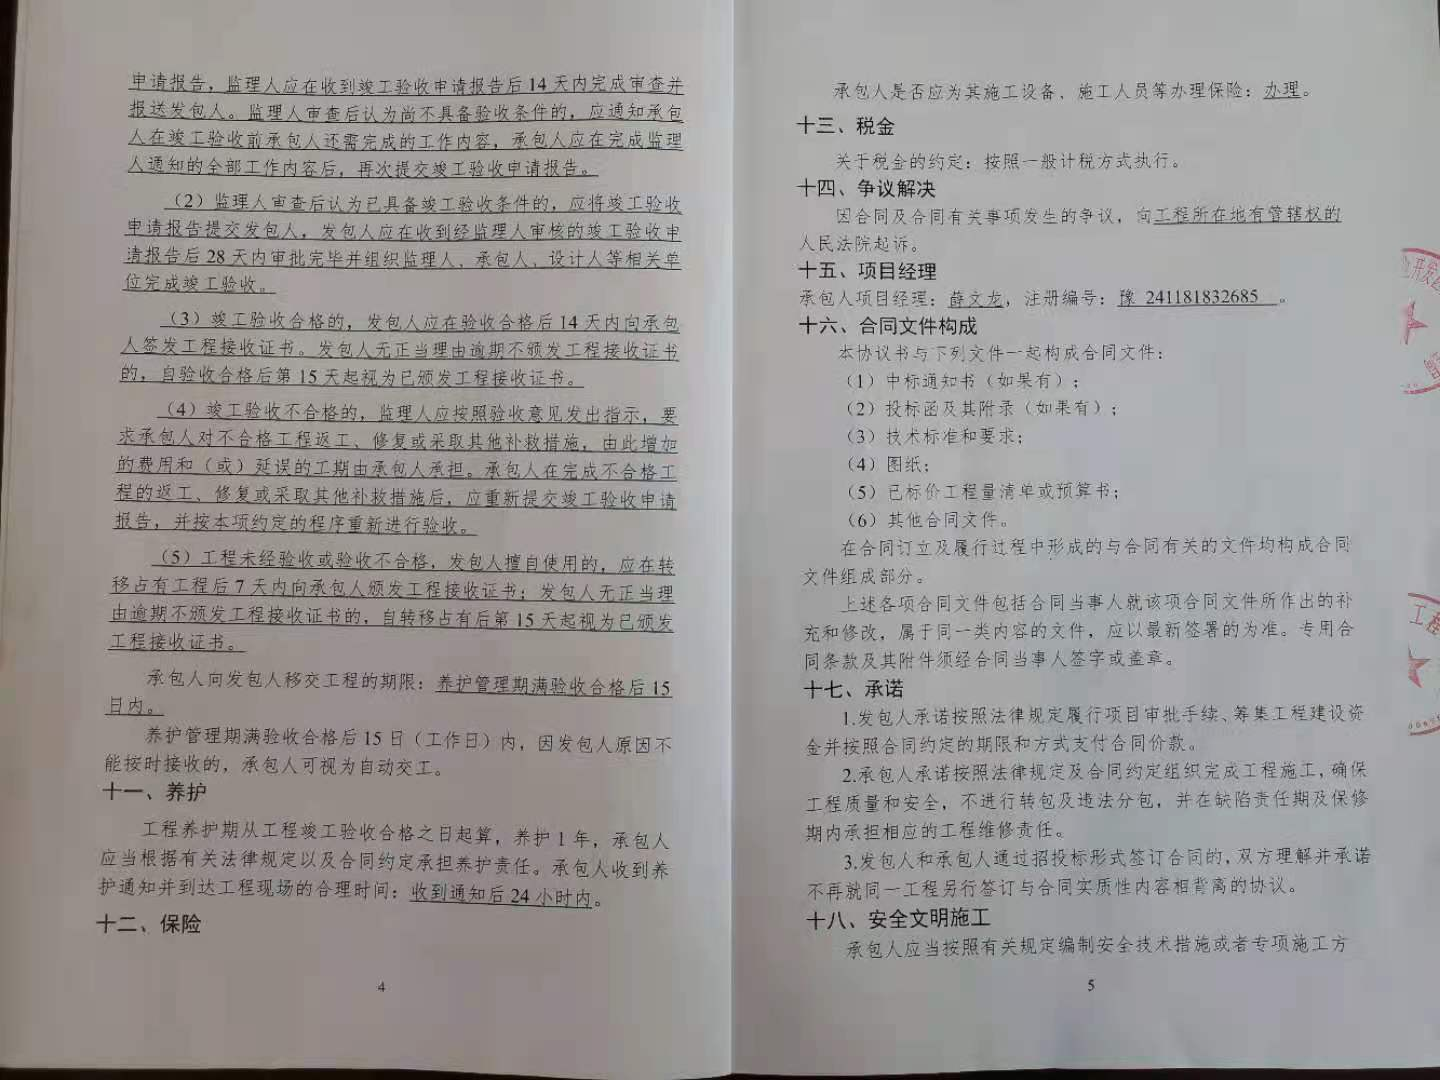 申请报告，监理人应在收到竣工验收申请报告后 14 天内完成审查并
报送发包人。监理人审查后认为尚不具备验收条件的，应通知承包
人在竣工验收前承包人还需完成的工作内容，承包人应在完成监理
人通知的全部工作内容后，再次提交竣工验收申请报告。
（2）监理人审查后认为已具备竣工验收条件的，应将竣工验收
申请报告提交发包人，发包人应在收到经监理人审核的竣工验收申
请报告后 28 天内审批完毕并组织监理人、承包人、设计人等相关单
位完成竣工验收。
（3）竣工验收合格的，发包人应在验收合格后 14 天内向承包
人签发工程接收证书。发包人无正当理由逾期不颁发工程接收证书
的，自验收合格后第 15 天起视为已颁发工程接收证书。
（4）竣工验收不合格的，监理人应按照验收意见发出指示，要
求承包人对不合格工程返工、修复或采取其他补救措施，由此增加
的费用和（或）延误的工期由承包人承担。承包人在完成不合格工
程的返工、修复或采取其他补救措施后，应重新提交竣工验收申请
报告，并按本项约定的程序重新进行验收。
（5）工程未经验收或验收不合格，发包人擅自使用的，应在转
移占有工程后 7 天内向承包人颁发工程接收证书；发包人无正当理
由逾期不颁发工程接收证书的，自转移占有后第 15 天起视为已颁发
工程接收证书。
承包人向发包人移交工程的期限：养护管理期满验收合格后 15
日内。
养护管理期满验收合格后 15 日（工作日）内，因发包人原因不
能按时接收的，承包人可视为自动交工。
十一、养护
工程养护期从工程竣工验收合格之日起算，养护 1 年，承包人
应当根据有关法律规定以及合同约定承担养护责任。承包人收到养
护通知并到达工程现场的合理时间：收到通知后 24 小时内。
十二、保险
4
承包人是否应为其施工设备、施工人员等办理保险：办理。
十三、税金
关于税金的约定：按照一般计税方式执行。
十四、争议解决
因合同及合同有关事项发生的争议，向工程所在地有管辖权的
人民法院起诉。
十五、项目经理
承包人项目经理：薛文龙，注册编号：豫 241181832685 。
十六、合同文件构成
本协议书与下列文件一起构成合同文件：
（1）中标通知书（如果有）；
（2）投标函及其附录（如果有）；
（3）技术标准和要求；
（4）图纸；
（5）已标价工程量清单或预算书；
（6）其他合同文件。
在合同订立及履行过程中形成的与合同有关的文件均构成合同
文件组成部分。
上述各项合同文件包括合同当事人就该项合同文件所作出的补
充和修改，属于同一类内容的文件，应以最新签署的为准。专用合
同条款及其附件须经合同当事人签字或盖章。
十七、承诺
1.发包人承诺按照法律规定履行项目审批手续、筹集工程建设资
金并按照合同约定的期限和方式支付合同价款。
2.承包人承诺按照法律规定及合同约定组织完成工程施工，确保
工程质量和安全，不进行转包及违法分包，并在缺陷责任期及保修
期内承担相应的工程维修责任。
3.发包人和承包人通过招投标形式签订合同的，双方理解并承诺
不再就同一工程另行签订与合同实质性内容相背离的协议。
十八、安全文明施工
承包人应当按照有关规定编制安全技术措施或者专项施工方
5
开发
工程